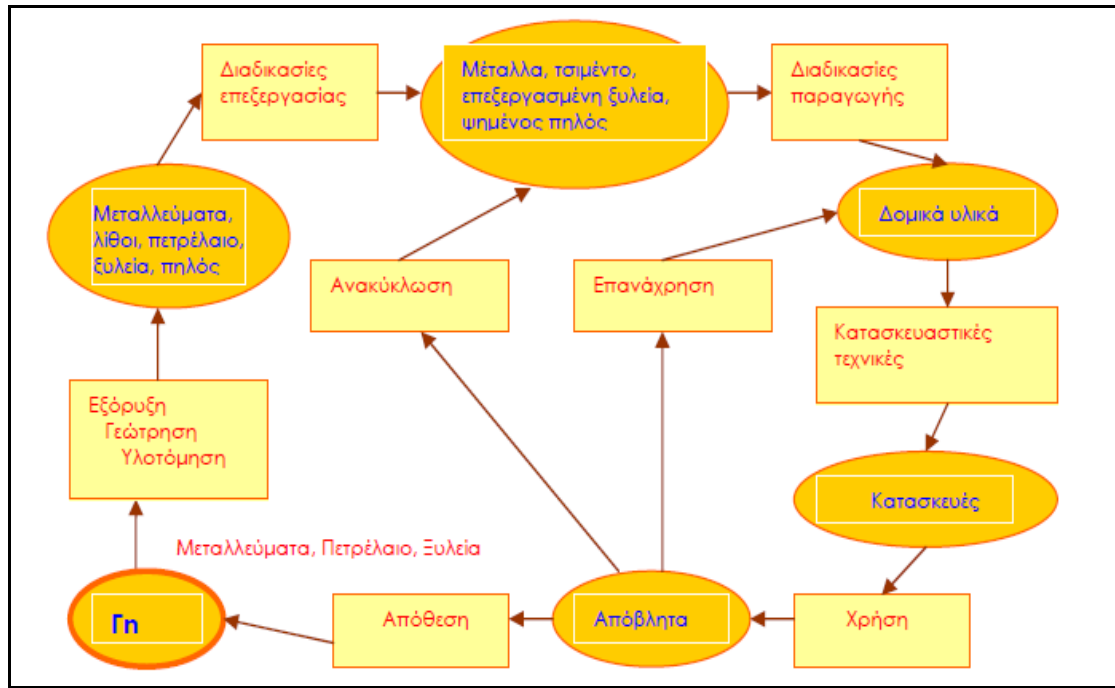 Διαδικασίες
επεξεργασίας
Μέταλλα, τσιμέντο,
επεξεργασμένη ξυλεία,
ψημένος πηλός
Διαδικασίες
παραγωγής
Μεταλλεύματα,
λίθοι, πετρέλαιο,
ξυλεία, πηλός
Δομικά υλικά
Ανακύκλωση
Επανάχρηση
Κατασκευαστικές
τεχνικές
Εξόρυξη
Γεώτρηση
Υλοτόμηση
Κατασκευές
Μεταλλεύματα, Πετρέλαιο, Ξυλεία
Γη
Απόθεση
Απόβλητα
Χρήση